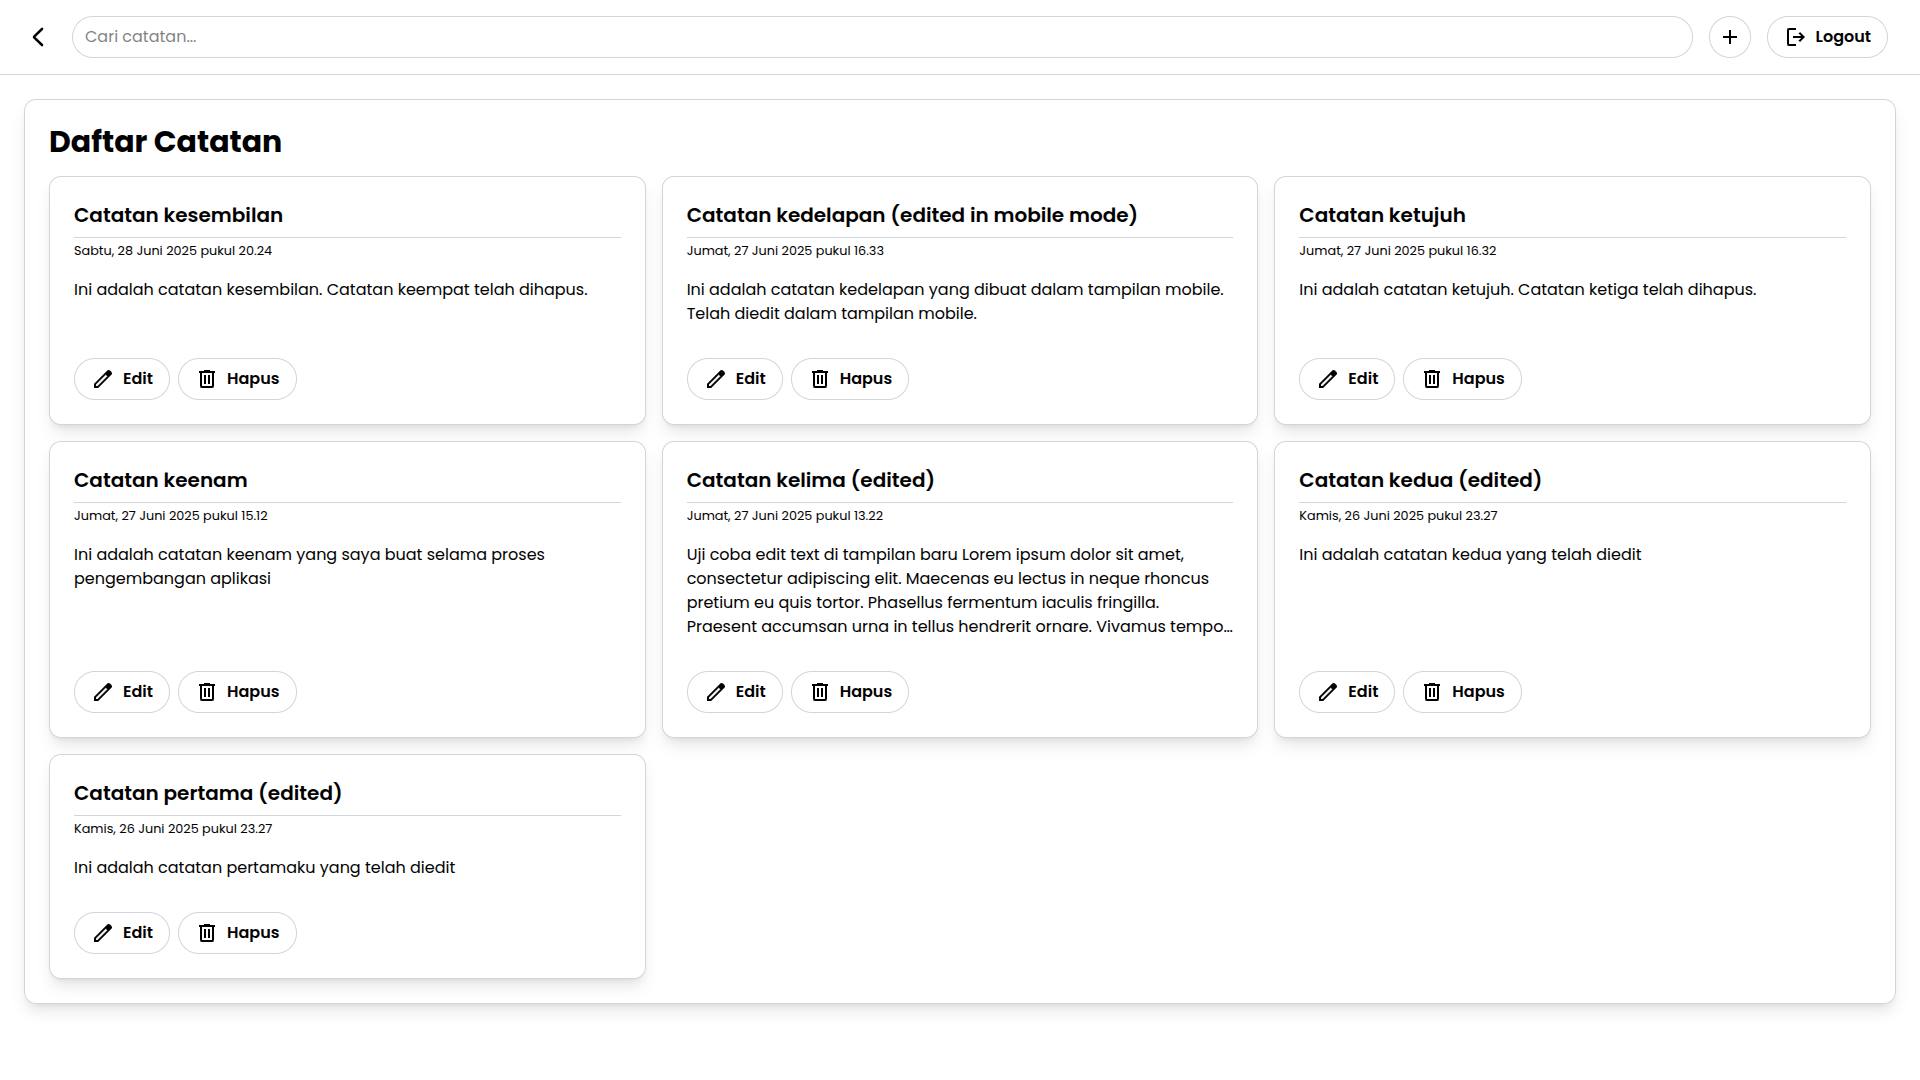 Cari catatan...
Logout
Daftar Catatan
Catatan kesembilan
Sabtu, 28 Juni 2025 pukul 20.24
Ini adalah catatan kesembilan. Catatan keempat telah dihapus.
Edit
Hapus
Catatan kedelapan (edited in mobile mode)
Jumat, 27 Juni 2025 pukul 16.33
Ini adalah catatan kedelapan yang dibuat dalam tampilan mobile.
Telah diedit dalam tampilan mobile.
Edit
Hapus
Catatan ketujuh
Jumat, 27 Juni 2025 pukul 16.32
Ini adalah catatan ketujuh. Catatan ketiga telah dihapus.
Edit
Hapus
Catatan keenam
Jumat, 27 Juni 2025 pukul 15.12
Ini adalah catatan keenam yang saya buat selama proses
pengembangan aplikasi
Edit
Hapus
Catatan kelima (edited)
Jumat, 27 Juni 2025 pukul 13.22
Uji coba edit text di tampilan baru Lorem ipsum dolor sit amet,
consectetur adipiscing elit. Maecenas eu lectus in neque rhoncus
pretium eu quis tortor. Phasellus fermentum iaculis fringilla.
Praesent accumsan urna in tellus hendrerit ornare. Vivamus tempo...
Edit
Hapus
Catatan kedua (edited)
Kamis, 26 Juni 2025 pukul 23.27
Ini adalah catatan kedua yang telah diedit
Edit
Hapus
Catatan pertama (edited)
Kamis, 26 Juni 2025 pukul 23.27
Ini adalah catatan pertamaku yang telah diedit
Edit
Hapus